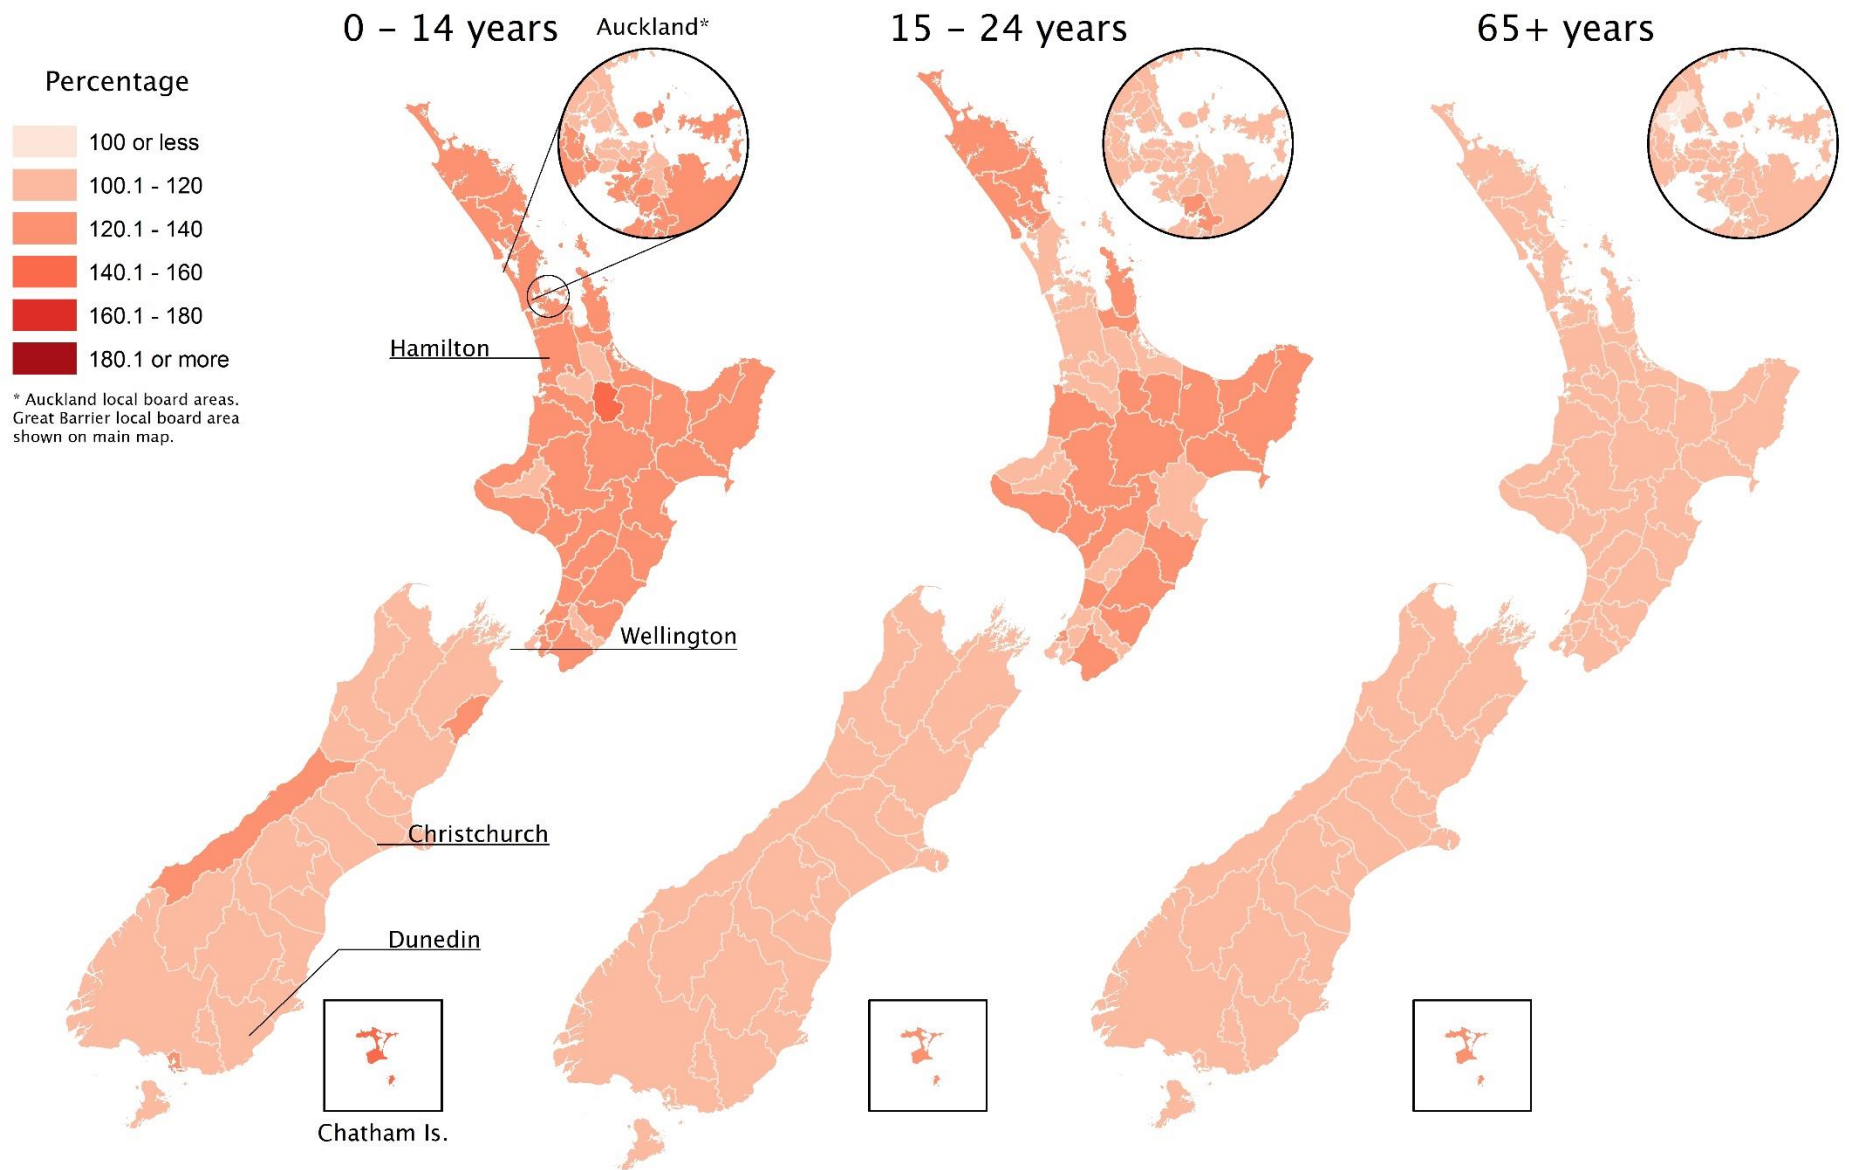 0 – 14 years
Auckland*
15 – 24 years
65+ years
Percentage
100 or less
100.1 - 120
120.1 - 140
140.1 - 160
160.1 - 180
180.1 or more
* Auckland local board areas.
Great Barrier local board area
shown on main map.
Hamilton
Wellington
Christchurch
Dunedin
Chatham Is.